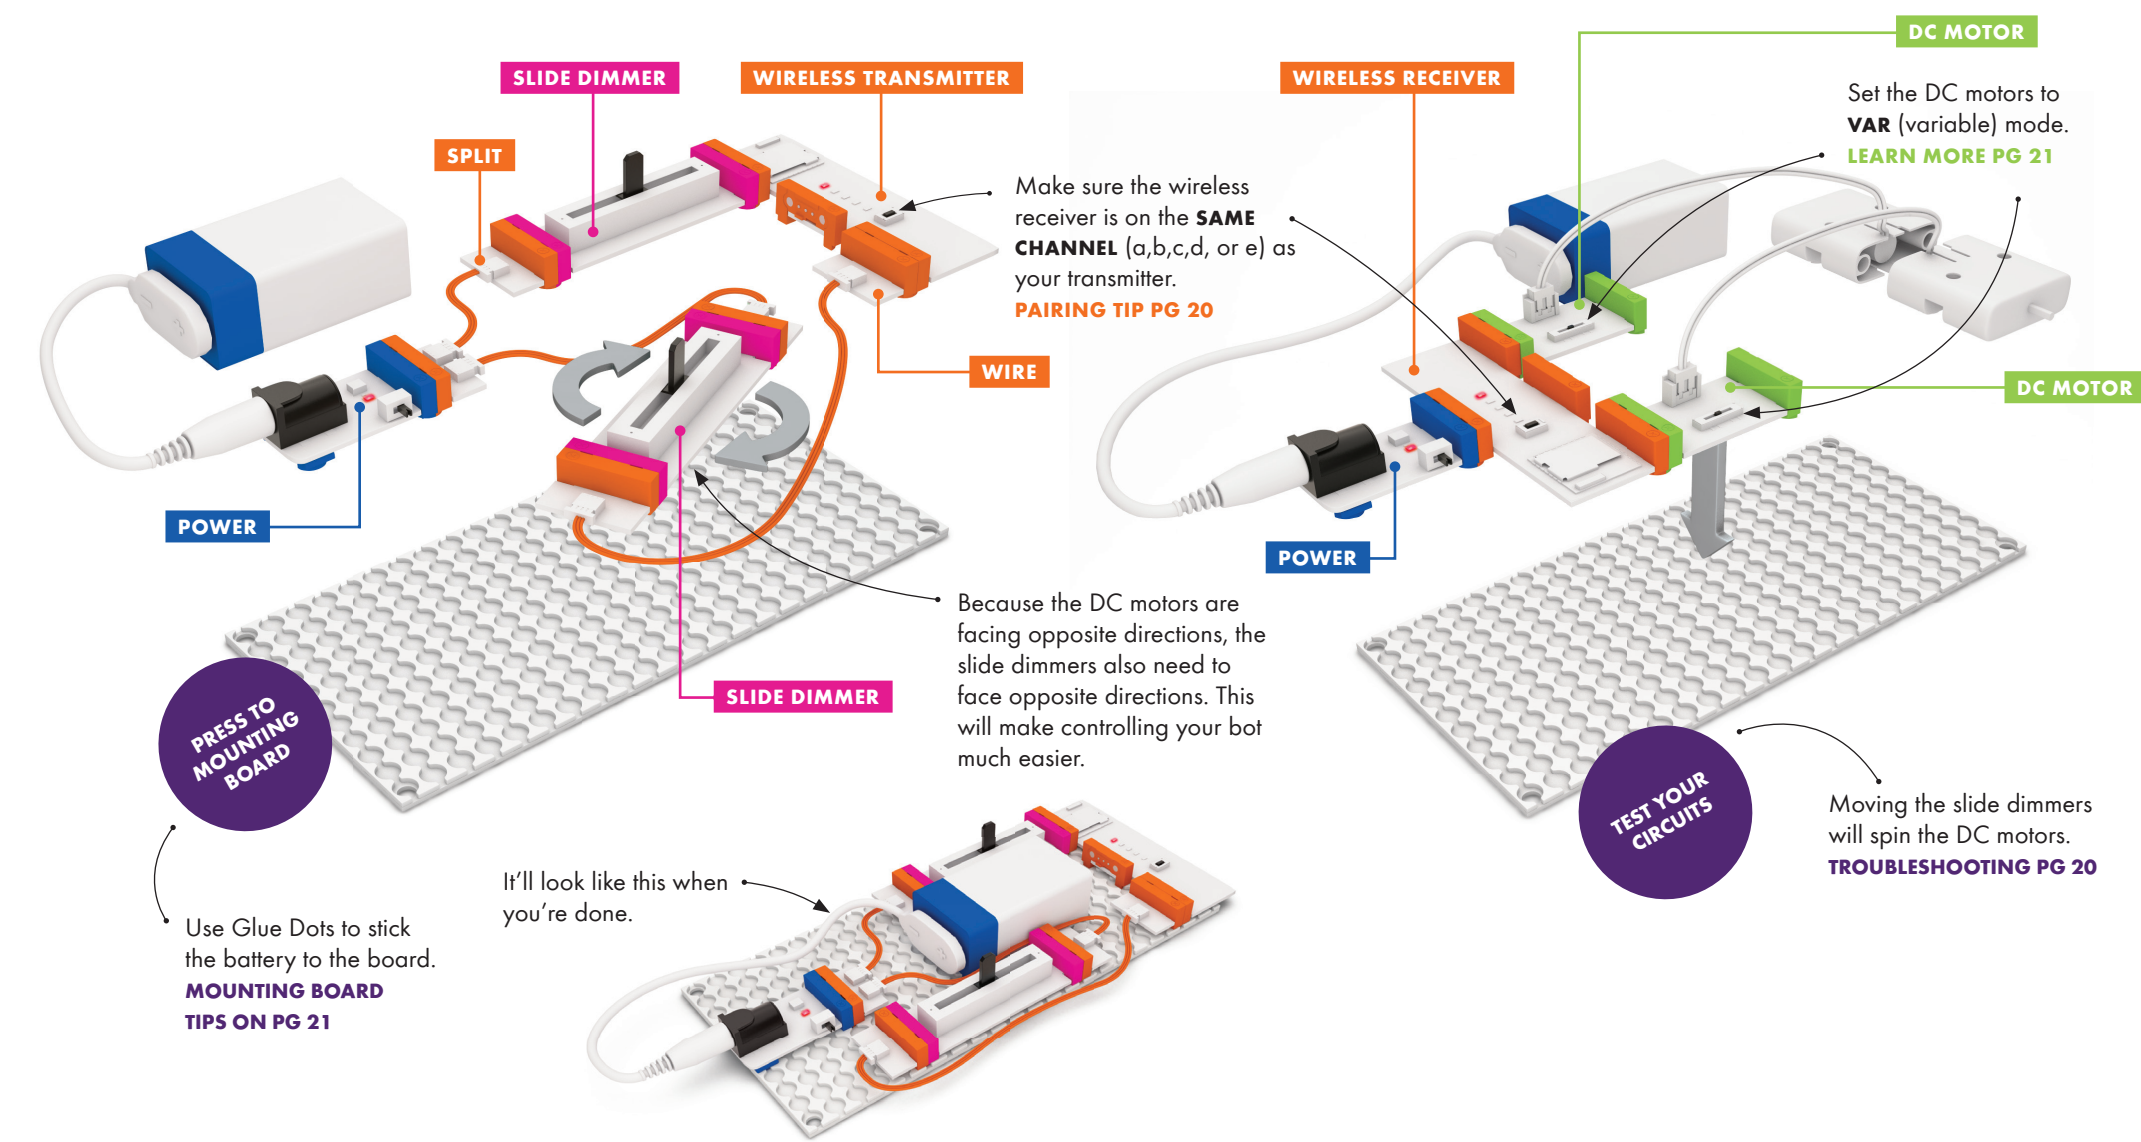 SLIDE DIMMER
WIRELESS TRANSMITTER
SPLIT
Make sure the wireless
receiver is on the SAME
CHANNEL (a,b,c,d, or e) as
your transmitter.
PAIRING TIP PG 20
WIRE
POWER
SLIDE DIMMER
Because the DC motors are
facing opposite directions, the
slide dimmers also need to
face opposite directions. This
will make controlling your bot
much easier.
PRESS TO
MOUNTING
BOARD
Use Glue Dots to stick
the battery to the board.
MOUNTING BOARD
TIPS ON PG 21
It'll look like this when
you're done.
WIRELESS RECEIVER
DC MOTOR
Set the DC motors to
VAR (variable) mode.
LEARN MORE PG 21
DC MOTOR
POWER
TEST YOUR
CIRCUITS
Moving the slide dimmers
will spin the DC motors.
TROUBLESHOOTING PG 20